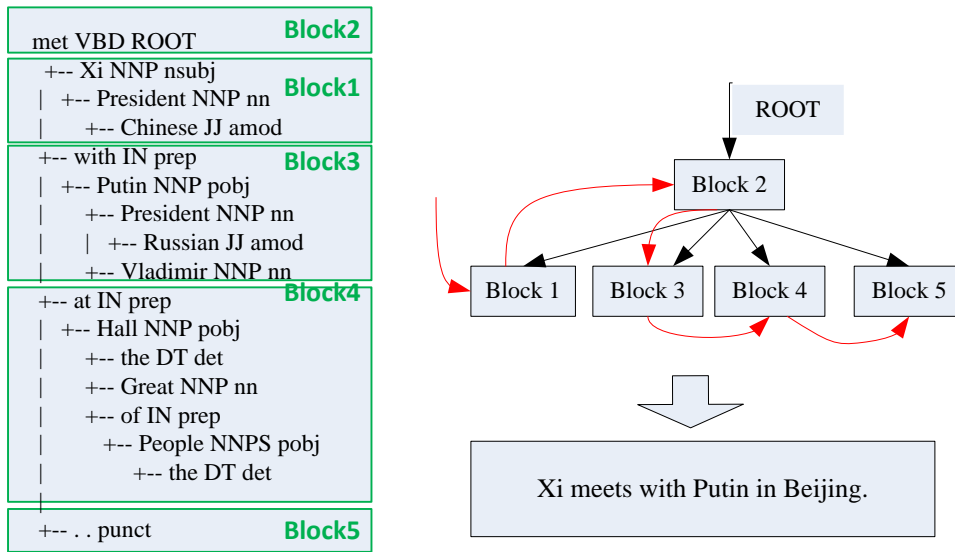 Block2
met VBD ROOT
+-- Xi NNP nsubj
Block1
| +-- President NNP nn
| +-- Chinese JJ amod
+-- with IN prep
Block3
| +-- Putin NNP pobj
| +-- President NNP nn
| | +-- Russian JJ amod
| +-- Vladimir NNP nn
Block4
+-- at IN prep
| +-- Hall NNP pobj
| +-- the DT det
| +-- Great NNP nn
| +-- of IN prep
| +-- People NNPS pobj
| +-- the DT det
|
+-- . . punct
Block5
ROOT
Block 2
Block 1
Block 3
Block 4
Block 5
Xi meets with Putin in Beijing.